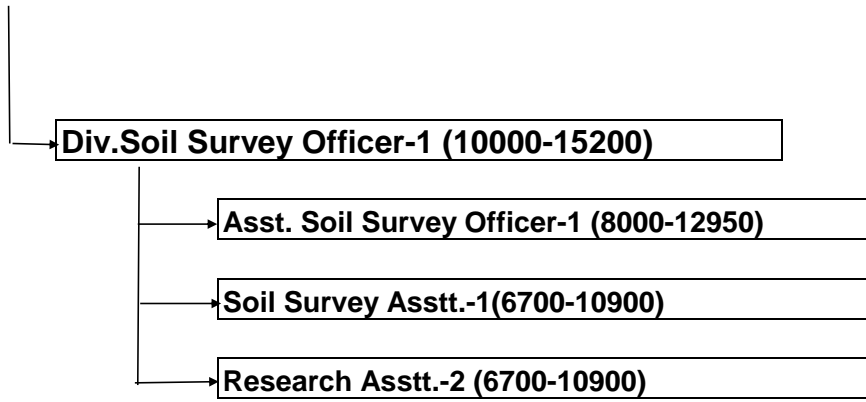 Div.Soil Survey Officer-1 (10000-15200)
Asst. Soil Survey Officer-1 (8000-12950)
Soil Survey Asstt.-1(6700-10900)
Research Asstt.-2 (6700-10900)